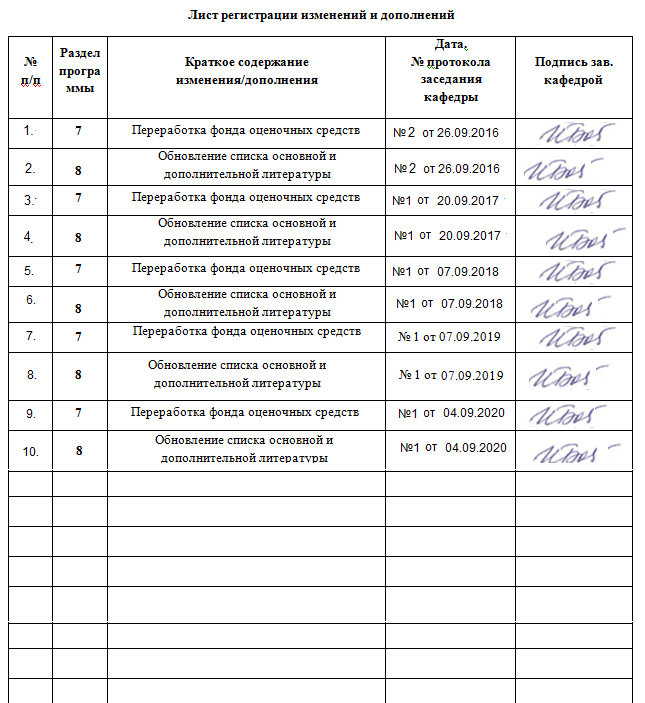 Лист регистрации изменений и дополнений
№
п/п
Раздел
програ
ммы
Краткое содержание
изменения/дополнения
Дата,
№ протокола
заседания
кафедры
Подпись зав.
кафедрой
1. 7 Переработка фонда оценочных средств №2 от 26.09.2016
2. 8 Обновление списка основной и
дополнительной литературы №2 от 26.09.2016
3. 7 Переработка фонда оценочных средств №1 от 20.09.2017
4. 8 Обновление списка основной и
дополнительной литературы №1 от 20.09.2017
5. 7 Переработка фонда оценочных средств №1 от 07.09.2018
6. 8 Обновление списка основной и
дополнительной литературы №1 от 07.09.2018
7. 7 Переработка фонда оценочных средств № 1 от 07.09.2019
8. 8 Обновление списка основной и
дополнительной литературы № 1 от 07.09.2019
9. 7 Переработка фонда оценочных средств №1 от 04.09.2020
10. 8 Обновление списка основной и
дополнительной литературы №1 от 04.09.2020